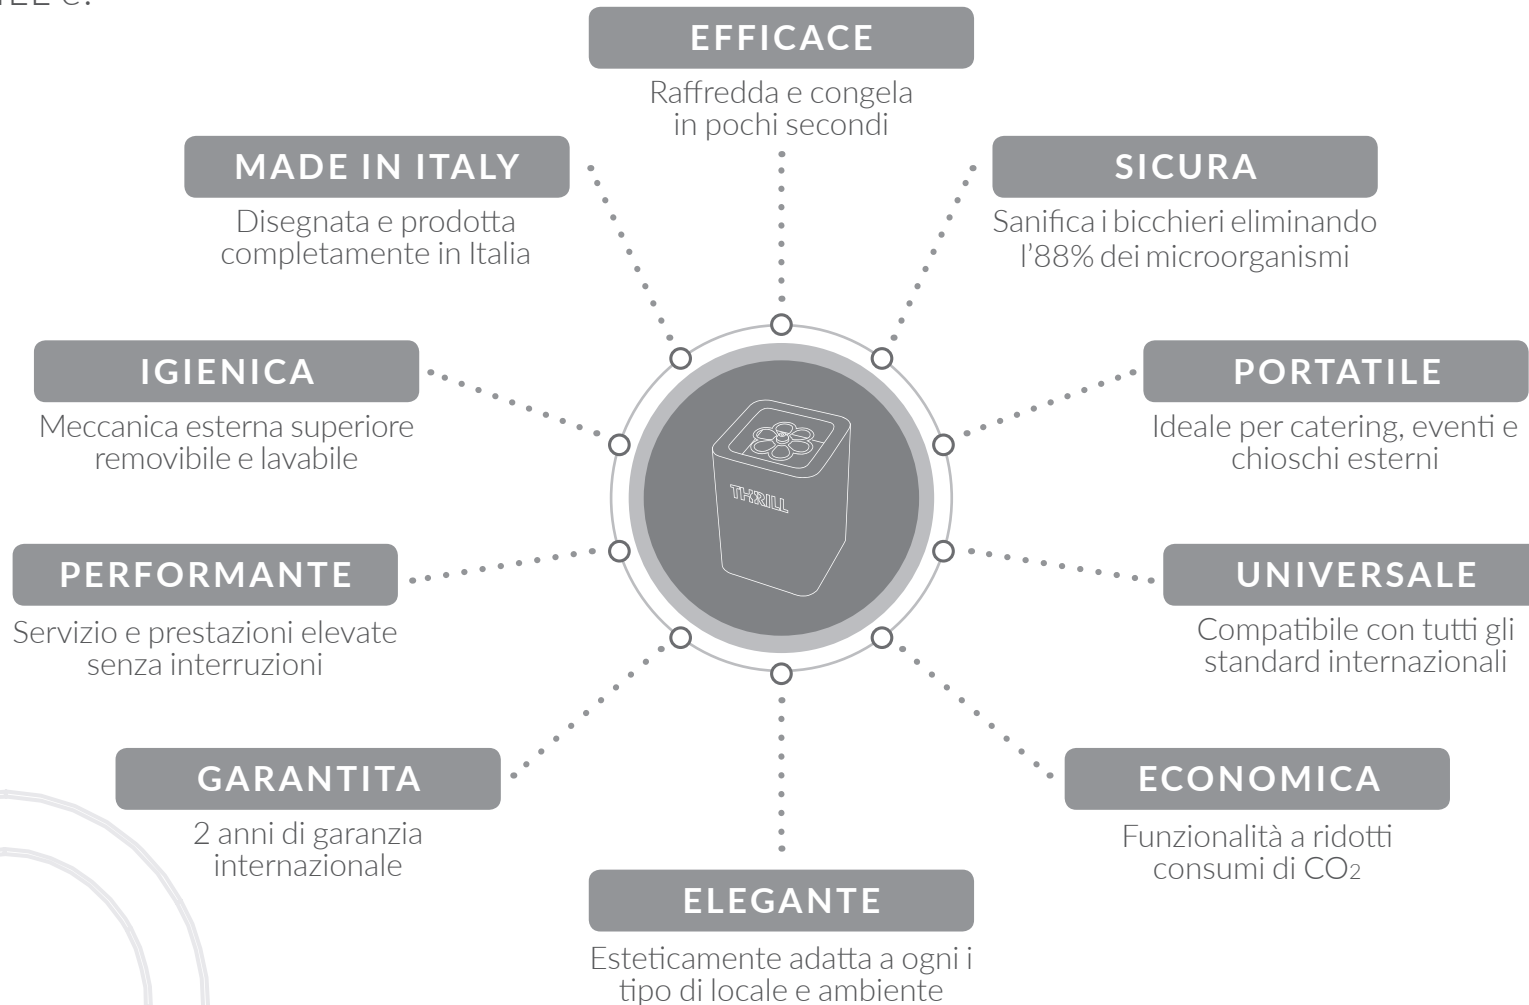 EFFICACE
Raffredda e congela
in pochi secondi
MADE IN ITALY
Disegnata e prodotta
completamente in Italia
SICURA
Sanifica i bicchieri eliminando
l'88% dei microorganismi
IGIENICA
Meccanica esterna superiore
removibile e lavabile
PORTATILE
Ideale per catering, eventi e
chioschi esterni
THRILL
PERFORMANTE
Servizio e prestazioni elevate
senza interruzioni
UNIVERSALE
Compatibile con tutti gli
standard internazionali
GARANTITA
2 anni di garanzia
internazionale
ECONOMICA
Funzionalità a ridotti
consumi di CO2
ELEGANTE
Esteticamente adatta a ogni i
tipo di locale e ambiente